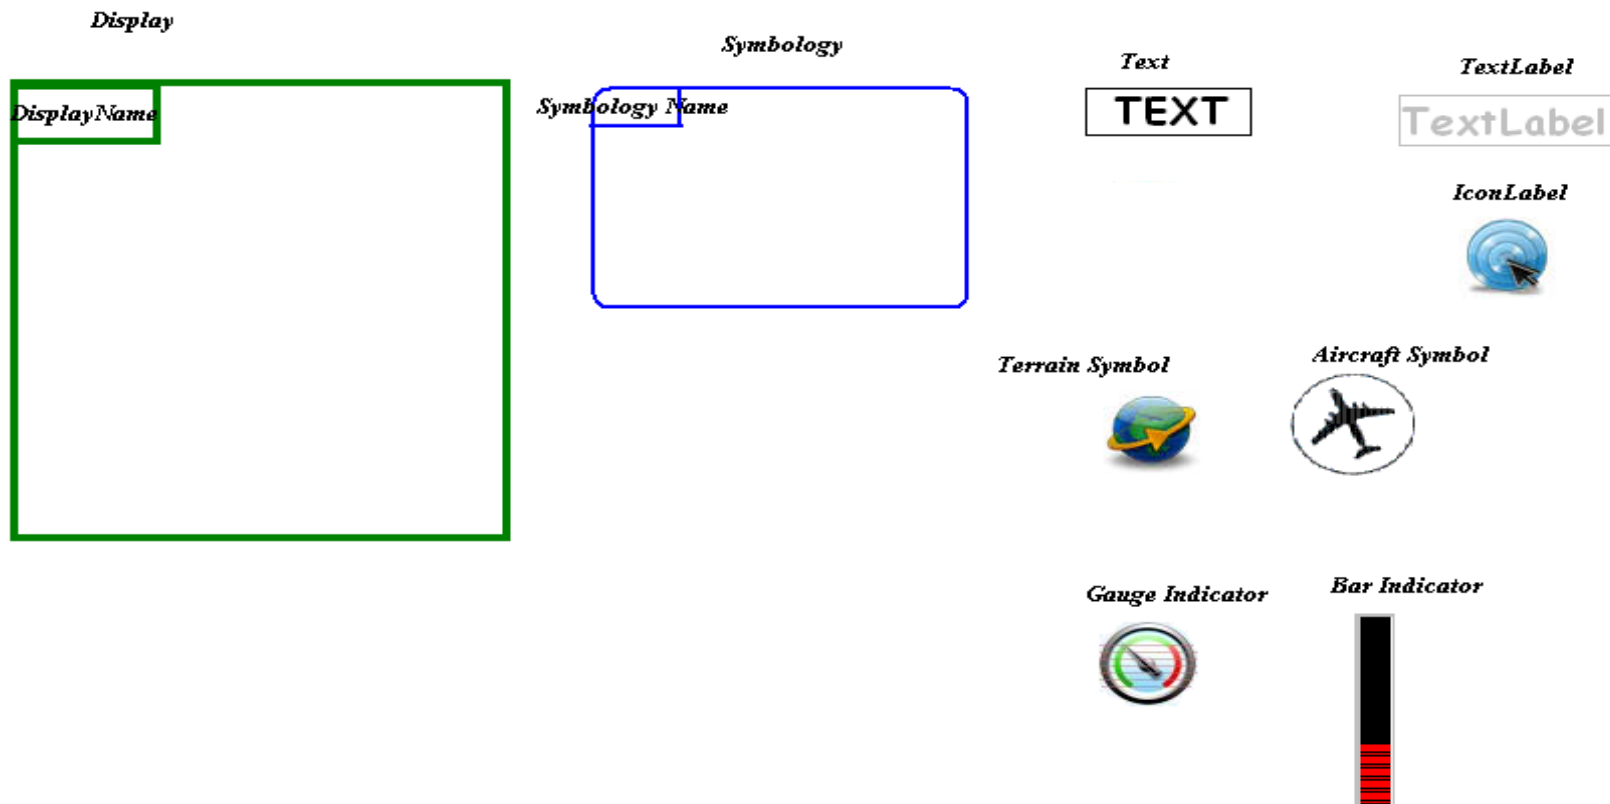 Display
Symbology
Text
TextLabel
DisplayName
Symbology Name
TEXT
TextLabel
IconLabel
Terrain Symbol
Aircraft Symbol
Gauge Indicator
Bar Indicator